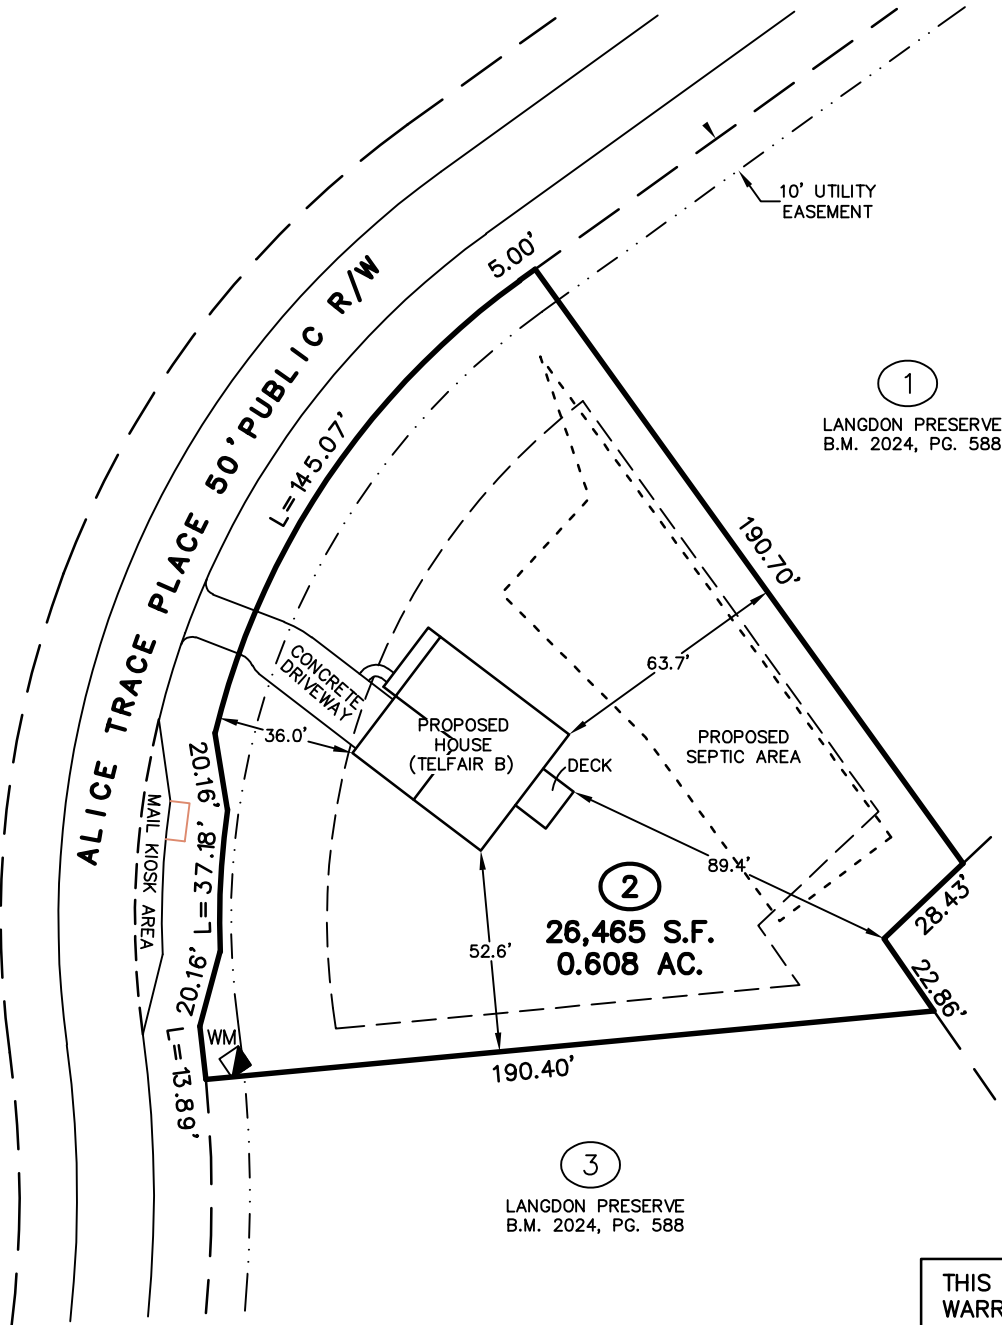 10' UTILITY
EASEMENT
5.00'
ALICE TRACE PLACE 50' PUBLIC R/W
L=145.07'
1
LANGDON PRESERVE
B.M. 2024, PG. 588
190.70'
63.7'
CONCRETE
DRIVEWAY
36.0'
PROPOSED
HOUSE
(TELFAIR B)
DECK
PROPOSED
SEPTIC AREA
20.16'
MAIL KIOSK AREA
L=37.18'
89.4'
2
26,465 S.F.
0.608 AC.
28.43'
52.6'
20.16'
22.86'
WM
L=13.89'
190.40'
3
LANGDON PRESERVE
B.M. 2024, PG. 588
THIS
WARR